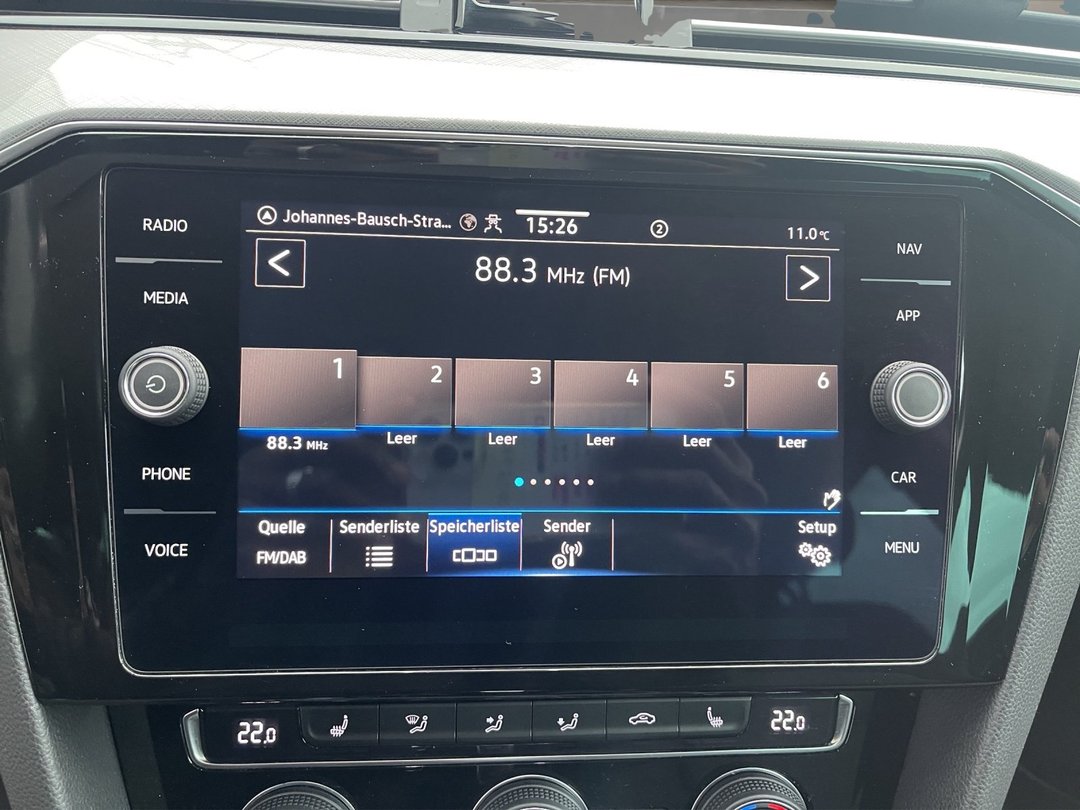 RADIO
MEDIA
PHONE
VOICE
Johannes-Bausch-Stra...
15:26
2
11.0°C
<
88.3 MHz (FM)
>
1 2 3 4 5 6
88.3 MHz Leer Leer Leer Leer Leer
Quelle Senderliste Speicherliste Sender Setup
FM/DAB
NAV
APP
CAR
MENU
22.0 22.0